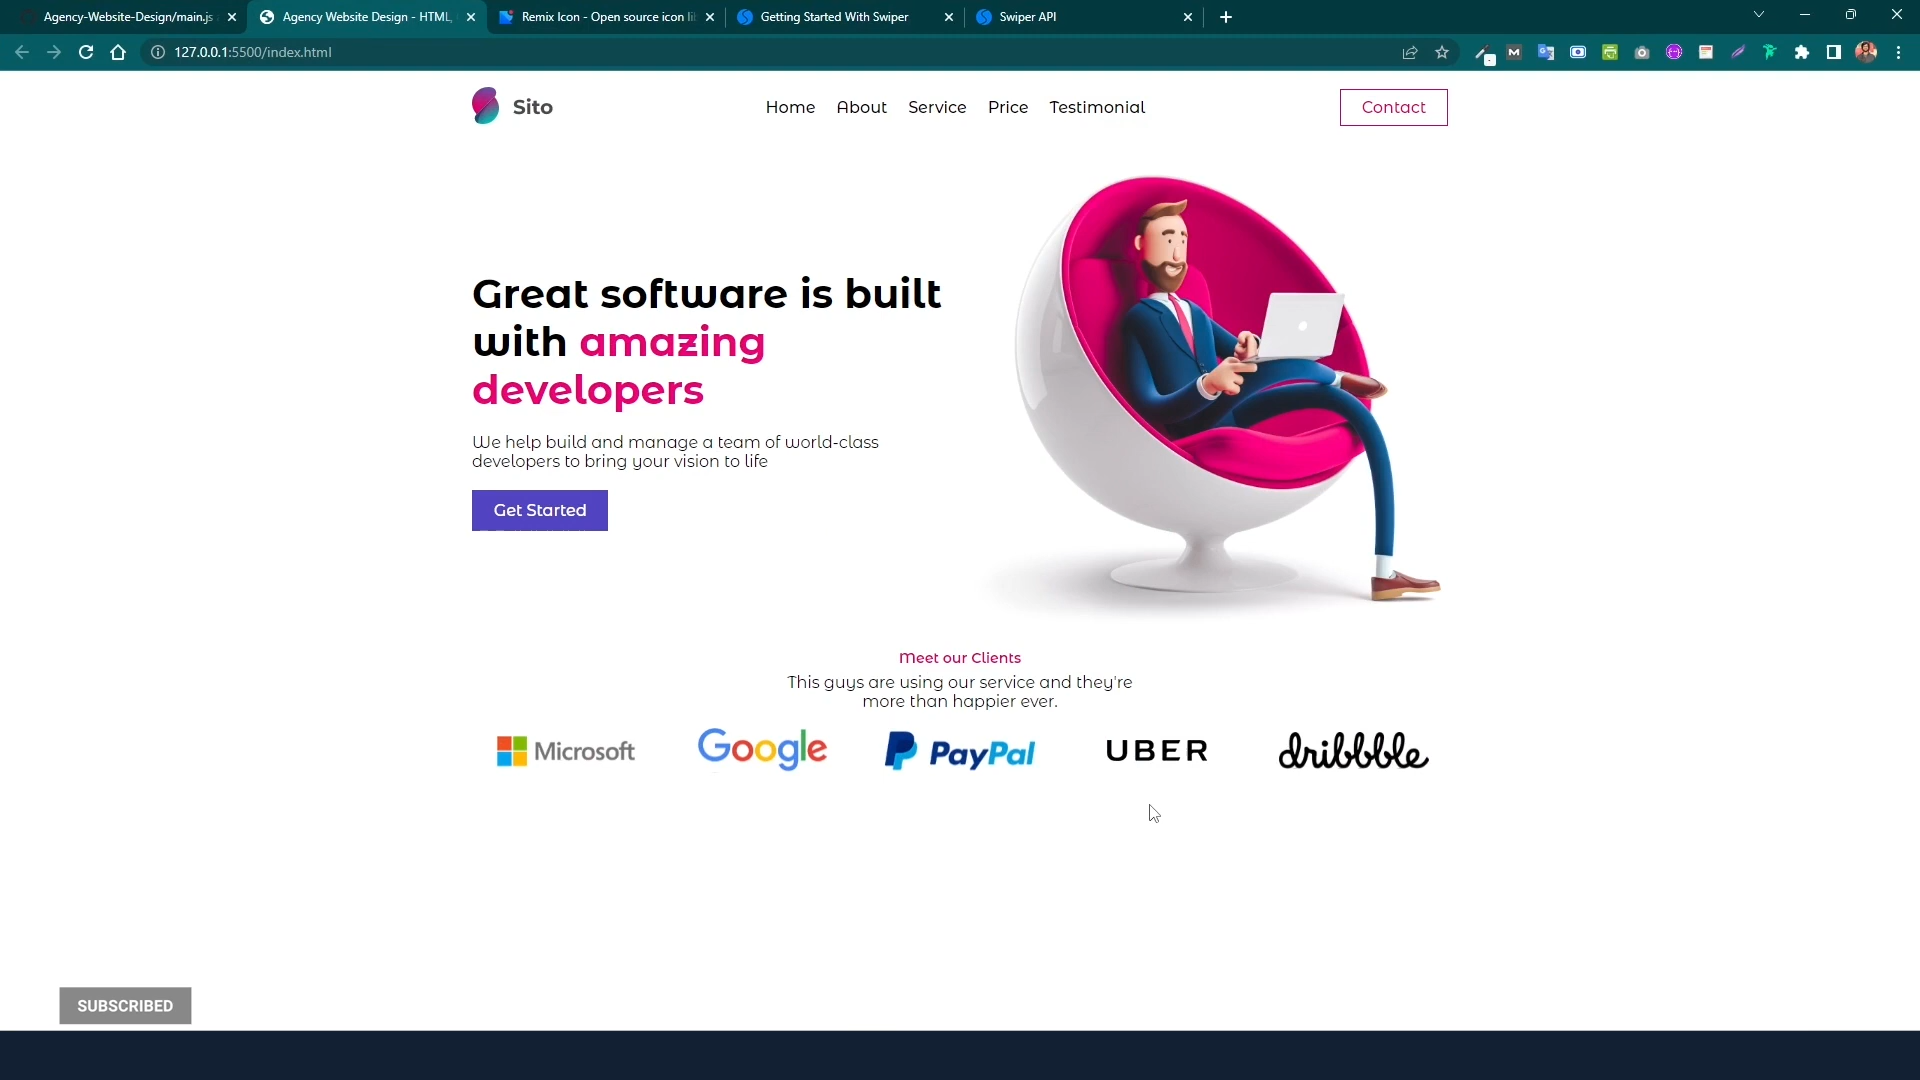 Agency-Website-Design/main.js
Agency Website Design - HTML,
Remix Icon - Open source icon li
Getting Started With Swiper
Swiper API
127.0.0.1:5500/index.html
Sito
Home About Service Price Testimonial
Contact
Great software is built
with amazing
developers
We help build and manage a team of world-class
developers to bring your vision to life
Get Started
Meet our Clients
This guys are using our service and they're
more than happier ever.
Microsoft Google PayPal UBER dribbble
SUBSCRIBED